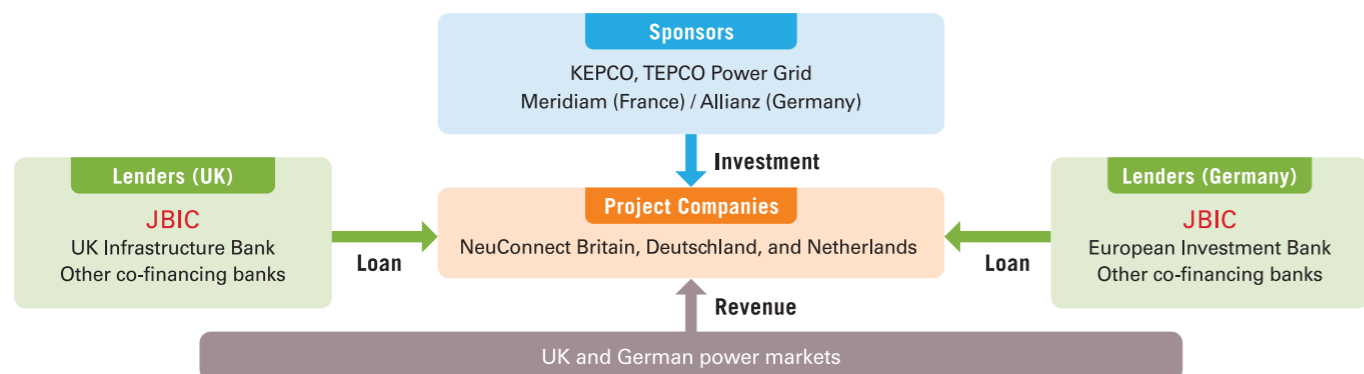 Sponsors
KEPCO, TEPCO Power Grid
Meridiam (France) / Allianz (Germany)
Investment
Lenders (UK)
JBIC
UK Infrastructure Bank
Other co-financing banks
Loan
Project Companies
NeuConnect Britain, Deutschland, and Netherlands
Loan
Lenders (Germany)
JBIC
European Investment Bank
Other co-financing banks
Revenue
UK and German power markets